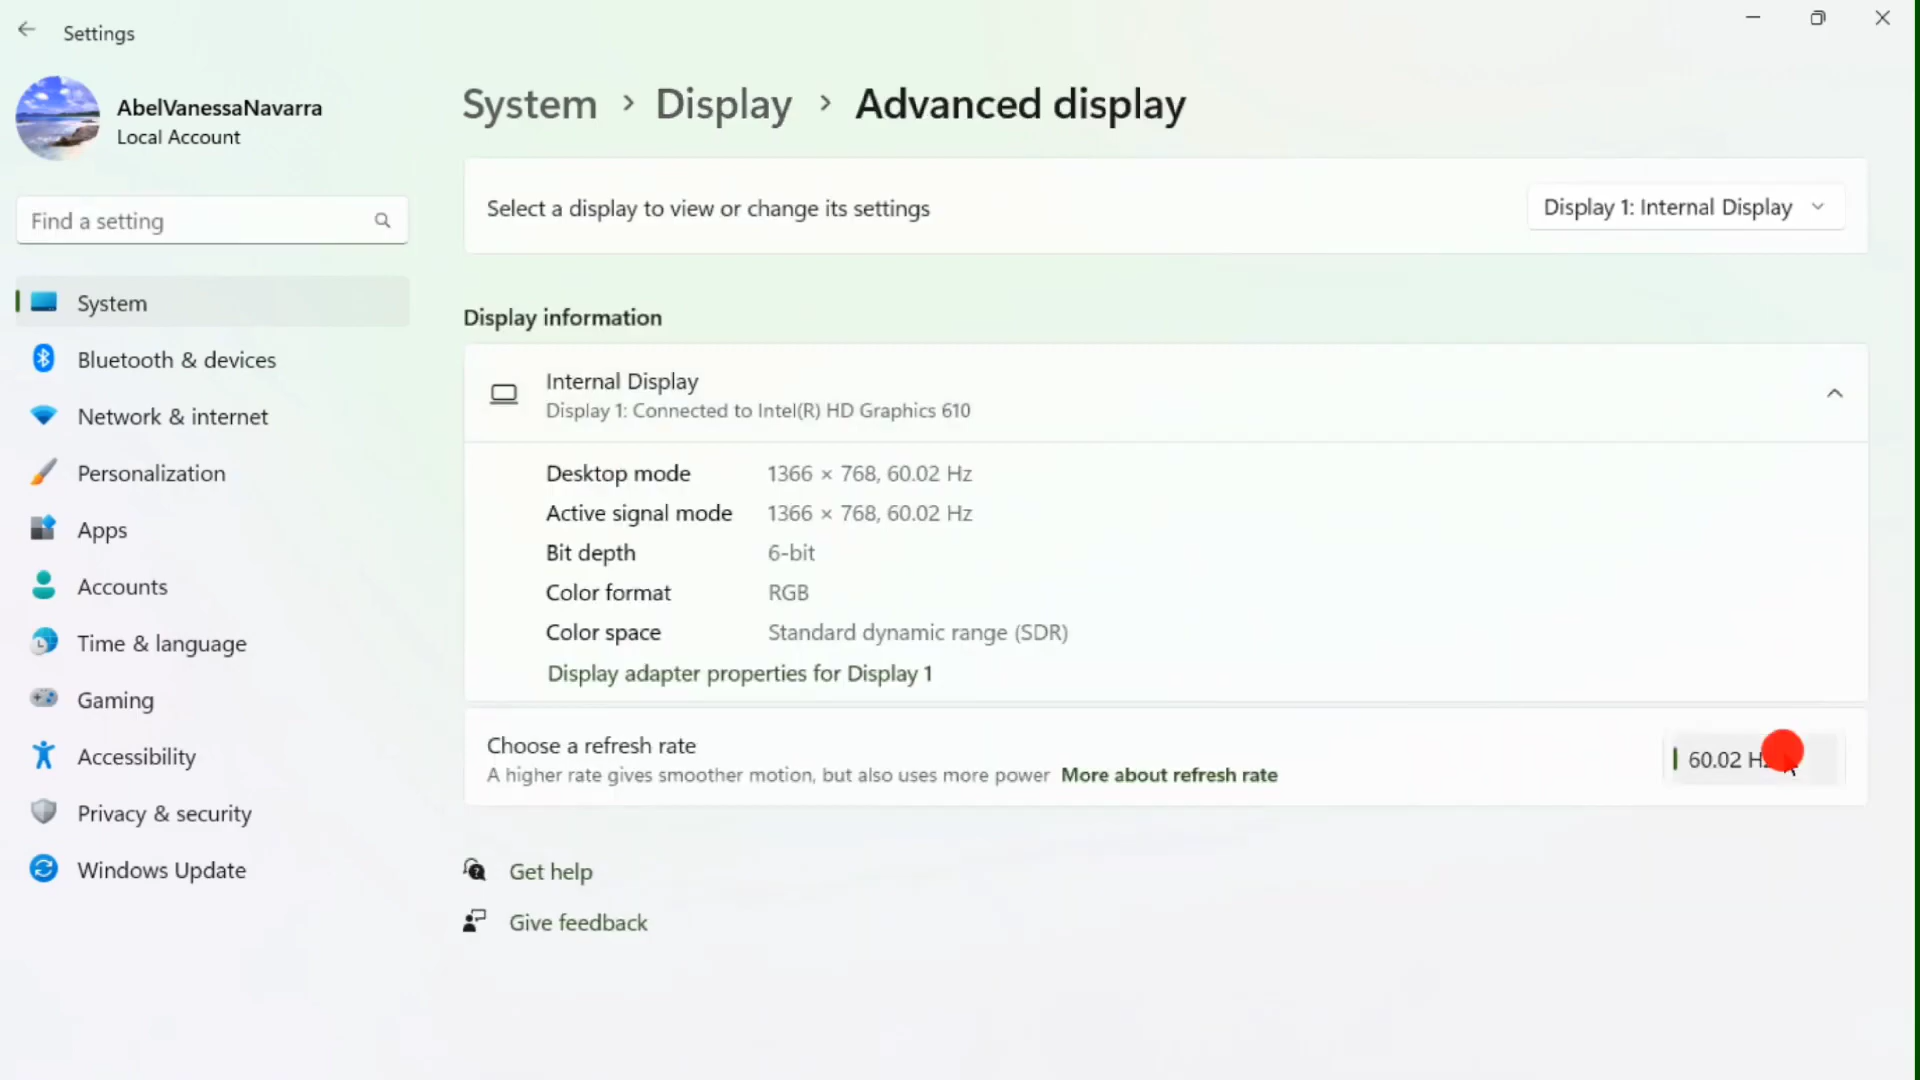 Settings
AbelVanessaNavarra
Local Account
Find a setting
System
Bluetooth & devices
Network & internet
Personalization
Apps
Accounts
Time & language
Gaming
Accessibility
Privacy & security
Windows Update
System > Display > Advanced display
Select a display to view or change its settings
Display 1: Internal Display
Display information
Internal Display
Display 1: Connected to Intel(R) HD Graphics 610
Desktop mode 1366 × 768, 60.02 Hz
Active signal mode 1366 × 768, 60.02 Hz
Bit depth 6-bit
Color format RGB
Color space Standard dynamic range (SDR)
Display adapter properties for Display 1
Choose a refresh rate
A higher rate gives smoother motion, but also uses more power More about refresh rate
60.02
Get help
Give feedback